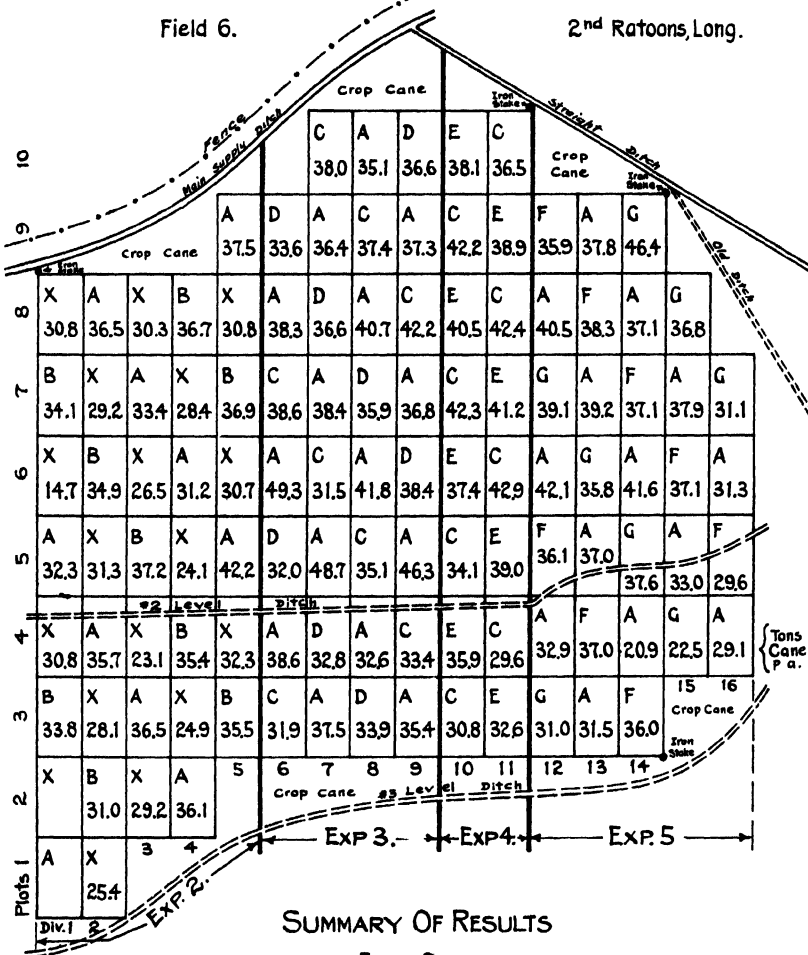 Field 6.
2nd Ratoons, Long.
Crop Cane
Iron Stake
Fence
Main Supply Ditch
Straight Ditch
10
C A D E C
38.0 35.1 36.6 38.1 36.5
Crop Cane
Iron Stake
9
Crop Cane
A D A C A C E F A G
37.5 33.6 36.4 37.4 37.3 42.2 38.9 35.9 37.8 46.4
Old Ditch
Iron Stake
8
X A X B X A D A C E C A F A G
30.8 36.5 30.3 36.7 30.8 38.3 36.6 40.7 42.2 40.5 42.4 40.5 38.3 37.1 36.8
7
B X A X B C A D A C E G A F A G
34.1 29.2 33.4 28.4 36.9 38.6 38.4 35.9 36.8 42.3 41.2 39.1 39.2 37.1 37.9 31.1
6
X B X A X A C A D E C A G A F A
14.7 34.9 26.5 31.2 30.7 49.3 31.5 41.8 38.4 37.4 42.9 42.1 35.8 41.6 37.1 31.3
5
A X B X A D A C A C E F A G A F
32.3 31.3 37.2 24.1 42.2 32.0 48.7 35.1 46.3 34.1 39.0 36.1 37.0 37.6 33.0 29.6
#2 Level Ditch
4
X A X B X A D A C E C A F A G A
30.8 35.7 23.1 35.4 32.3 38.6 32.8 32.6 33.4 35.9 29.6 32.9 37.0 20.9 22.5 29.1
Tons Cane P a.
3
B X A X B C A D A C E G A F
33.8 28.1 36.5 24.9 35.5 31.9 37.5 33.9 35.4 30.8 32.6 31.0 31.5 36.0
15 16
Crop Cane
Iron Stake
5 6 7 8 9 10 11 12 13 14
2
X B X A
31.0 29.2 36.1
Crop Cane #3 Level Ditch
3 4
Plots 1
A X
25.4
Div. 1 2
Exp. 2.
Exp 3.
Exp 4.
Exp. 5
SUMMARY OF RESULTS